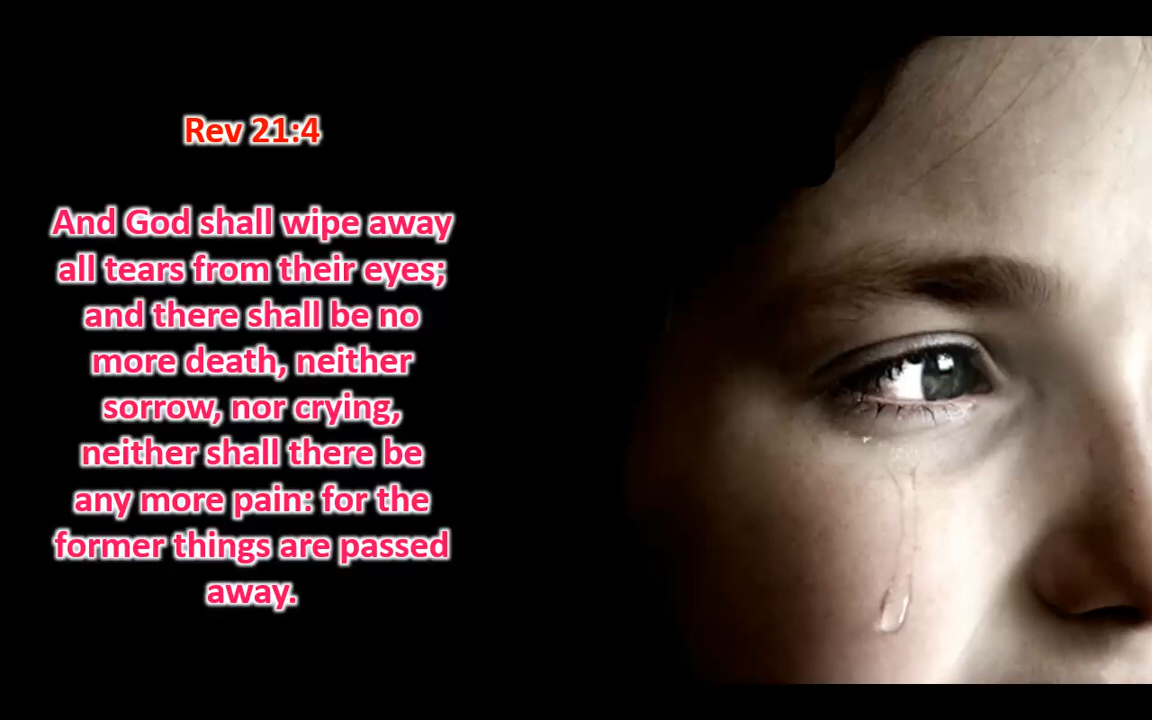 Rev 21:4
And God shall wipe away
all tears from their eyes;
and there shall be no
more death, neither
sorrow, nor crying,
neither shall there be
any more pain: for the
former things are passed
away.